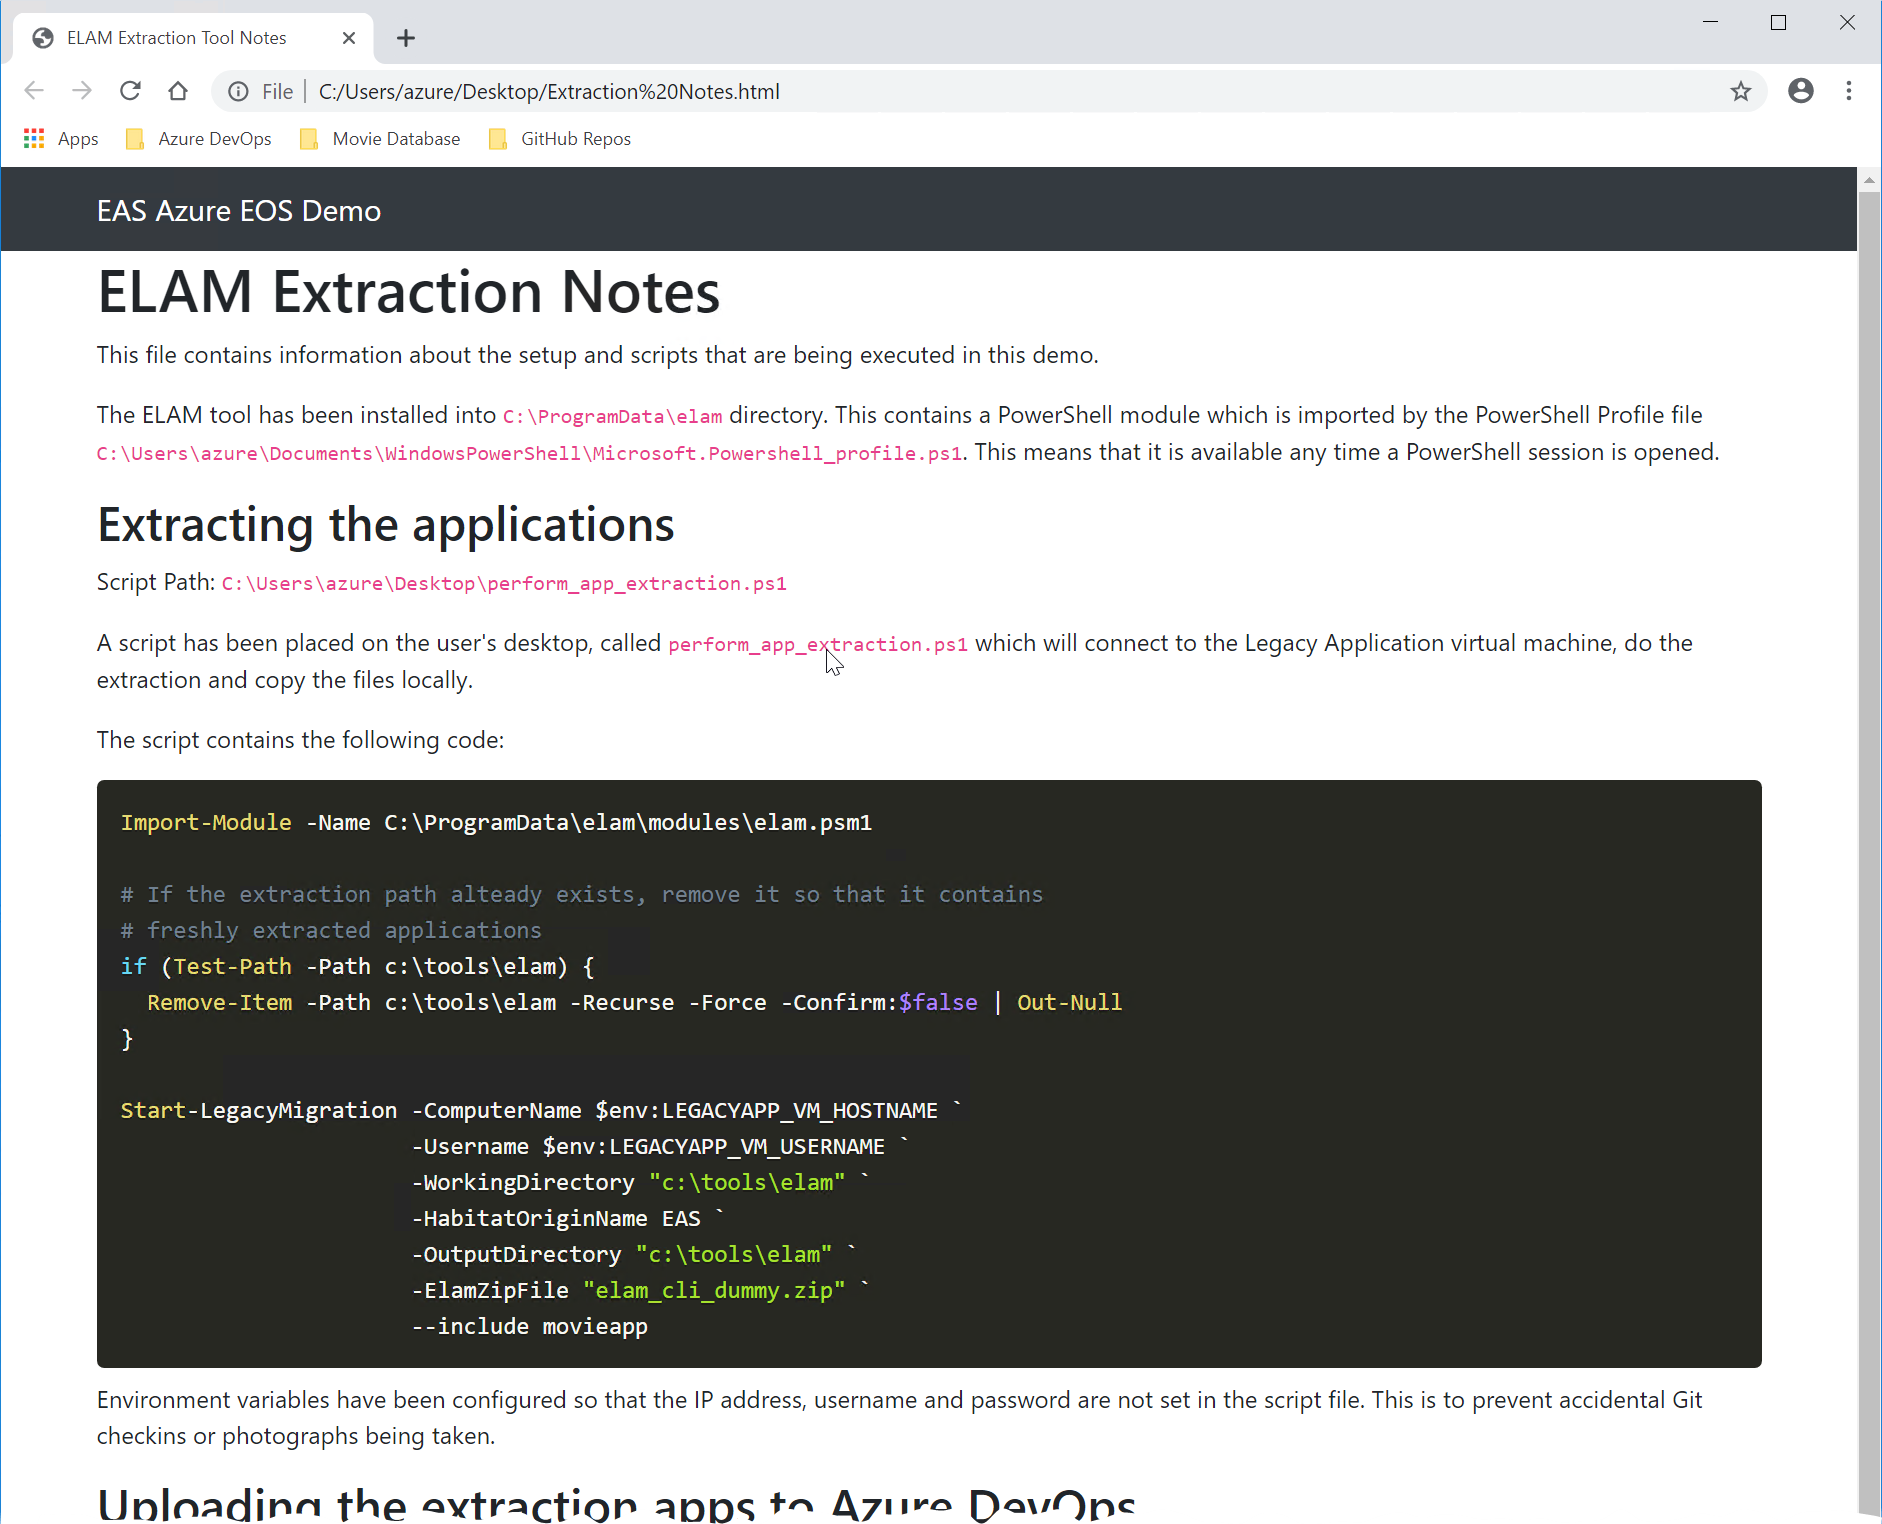 ELAM Extraction Tool Notes
File | C:/Users/azure/Desktop/Extraction%20Notes.html
Apps Azure DevOps Movie Database GitHub Repos
EAS Azure EOS Demo
ELAM Extraction Notes
This file contains information about the setup and scripts that are being executed in this demo.
The ELAM tool has been installed into C:\ProgramData\elam directory. This contains a PowerShell module which is imported by the PowerShell Profile file
C:\Users\azure\Documents\WindowsPowerShell\Microsoft.Powershell_profile.ps1. This means that it is available any time a PowerShell session is opened.
Extracting the applications
Script Path: C:\Users\azure\Desktop\perform_app_extraction.ps1
A script has been placed on the user's desktop, called perform_app_extraction.ps1 which will connect to the Legacy Application virtual machine, do the
extraction and copy the files locally.
The script contains the following code:
Import-Module -Name C:\ProgramData\elam\modules\elam.psm1
# If the extraction path alteady exists, remove it so that it contains
# freshly extracted applications
if (Test-Path -Path c:\tools\elam) {
  Remove-Item -Path c:\tools\elam -Recurse -Force -Confirm:$false | Out-Null
}
Start-LegacyMigration -ComputerName $env:LEGACYAPP_VM_HOSTNAME `
                      -Username $env:LEGACYAPP_VM_USERNAME `
                      -WorkingDirectory "c:\tools\elam" `
                      -HabitatOriginName EAS `
                      -OutputDirectory "c:\tools\elam" `
                      -ElamZipFile "elam_cli_dummy.zip" `
                      --include movieapp
Environment variables have been configured so that the IP address, username and password are not set in the script file. This is to prevent accidental Git
checkins or photographs being taken.
Uploading the extraction apps to Azure DevOps